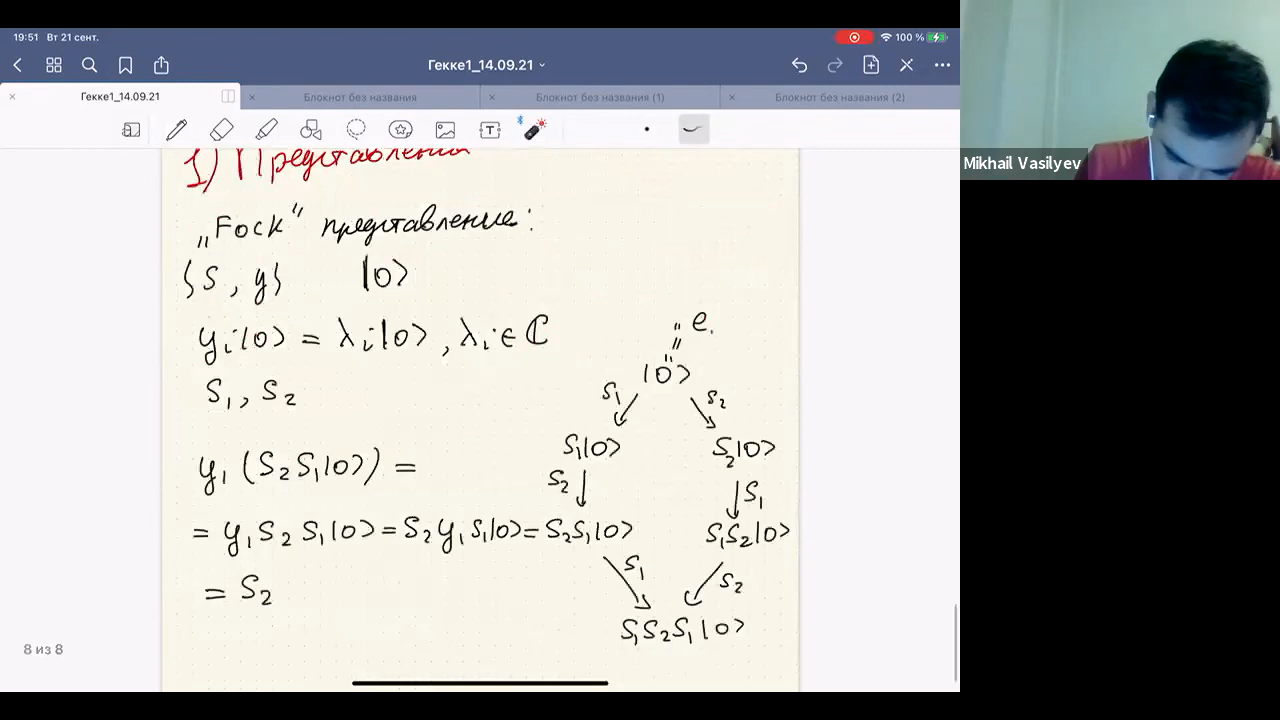 19:51 Вт 21 сент.
100 %
Гекке1_14.09.21
Гекке1_14.09.21
Блокнот без названия
Блокнот без названия (1)
Блокнот без названия (2)
Mikhail Vasilyev
1) Представления
„Fock“ представление:
{S, y} |0⟩
y_i|0⟩ = λ_i|0⟩, λ_i ∈ ℂ
S₁, S₂
y₁(S₂S₁|0⟩) =
= y₁S₂S₁|0⟩ = S₂y₁S₁|0⟩ =
= S₂
e.
|0⟩
S₁ S₂
S₁|0⟩ S₂|0⟩
S₂ S₁
S₂S₁|0⟩ S₁S₂|0⟩
S₁ S₂
S₁S₂S₁|0⟩
8 из 8